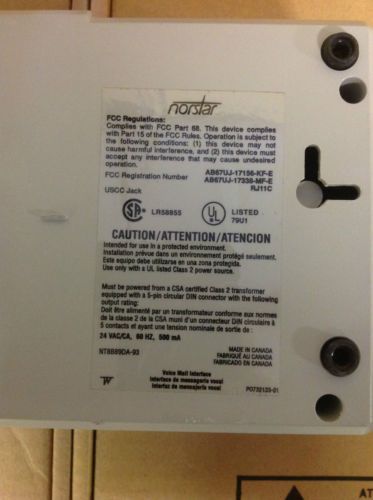 norstar
FCC Regulations:
Complies with FCC Part 68. This device complies
with Part 15 of the FCC Rules. Operation is subject to
the following conditions: (1) this device may not
cause harmful interference, and (2) this device must
accept any interference that may cause undesired
operation.
FCC Registration Number AB67UJ-17156-KF-E
AB67UJ-17338-MF-E
USCC Jack RJ11C
LR58855
LISTED
79U1
CAUTION/ATTENTION/ATENCION
Intended for use in a protected environment.
Installation prévue dans un environnement protégé seulement.
Este equipo debe utilizarse en una zona protegida.
Use only with a UL listed Class 2 power source.
Must be powered from a CSA certified Class 2 transformer
equipped with a 5-pin circular DIN connector with the following
output rating:
Doit être alimenté par un transformateur conforme aux normes
de la classe 2 de la CSA muni d'un connecteur DIN circulaire à
5 contacts et ayant une tension nominale de sortie de :
24 VAC/CA, 60 HZ, 500 mA
NT8B89DA-93
MADE IN CANADA
FABRIQUÉ AU CANADA
FABRICADO EN CANADA
Voice Mail Interface
Interface de messagerie vocal
Interfaz de mensajes vocal
P0732133-01
AT